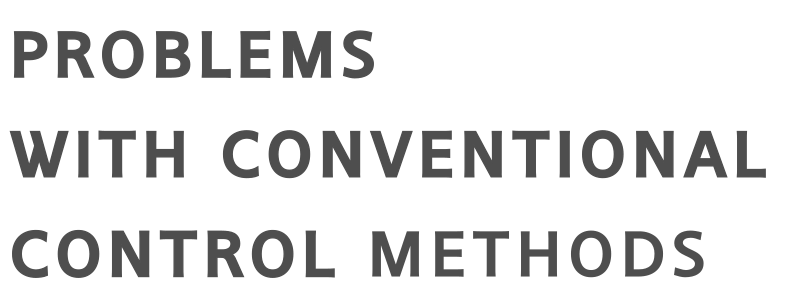 PROBLEMS
WITH CONVENTIONAL
CONTROL METHODS